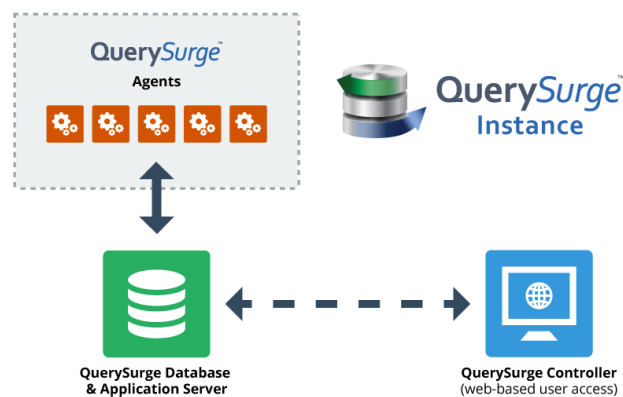 QuerySurge™
Agents
QuerySurge™
Instance
QuerySurge Database
& Application Server
QuerySurge Controller
(web-based user access)